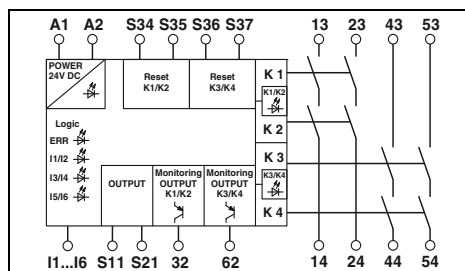 A1 A2 S34 S35 S36 S37 13 23 43 53
POWER
24V DC
Reset
K1/K2
Reset
K3/K4
K 1
K1/K2
K 2
Logic
ERR
I1/I2
I3/I4
I5/I6
K 3
K3/K4
K 4
OUTPUT
Monitoring
OUTPUT
K1/K2
Monitoring
OUTPUT
K3/K4
I1...I6 S11 S21 32 62 14 24 44 54